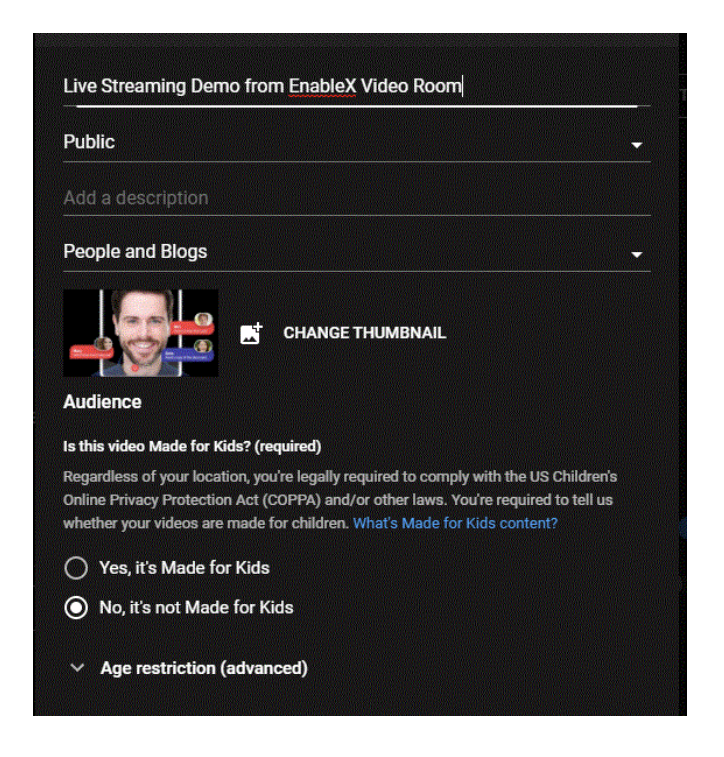 Live Streaming Demo from EnableX Video Room
Public
Add a description
People and Blogs
CHANGE THUMBNAIL
Audience
Is this video Made for Kids? (required)
Regardless of your location, you're legally required to comply with the US Children's
Online Privacy Protection Act (COPPA) and/or other laws. You're required to tell us
whether your videos are made for children. What's Made for Kids content?
Yes, it's Made for Kids
No, it's not Made for Kids
Age restriction (advanced)